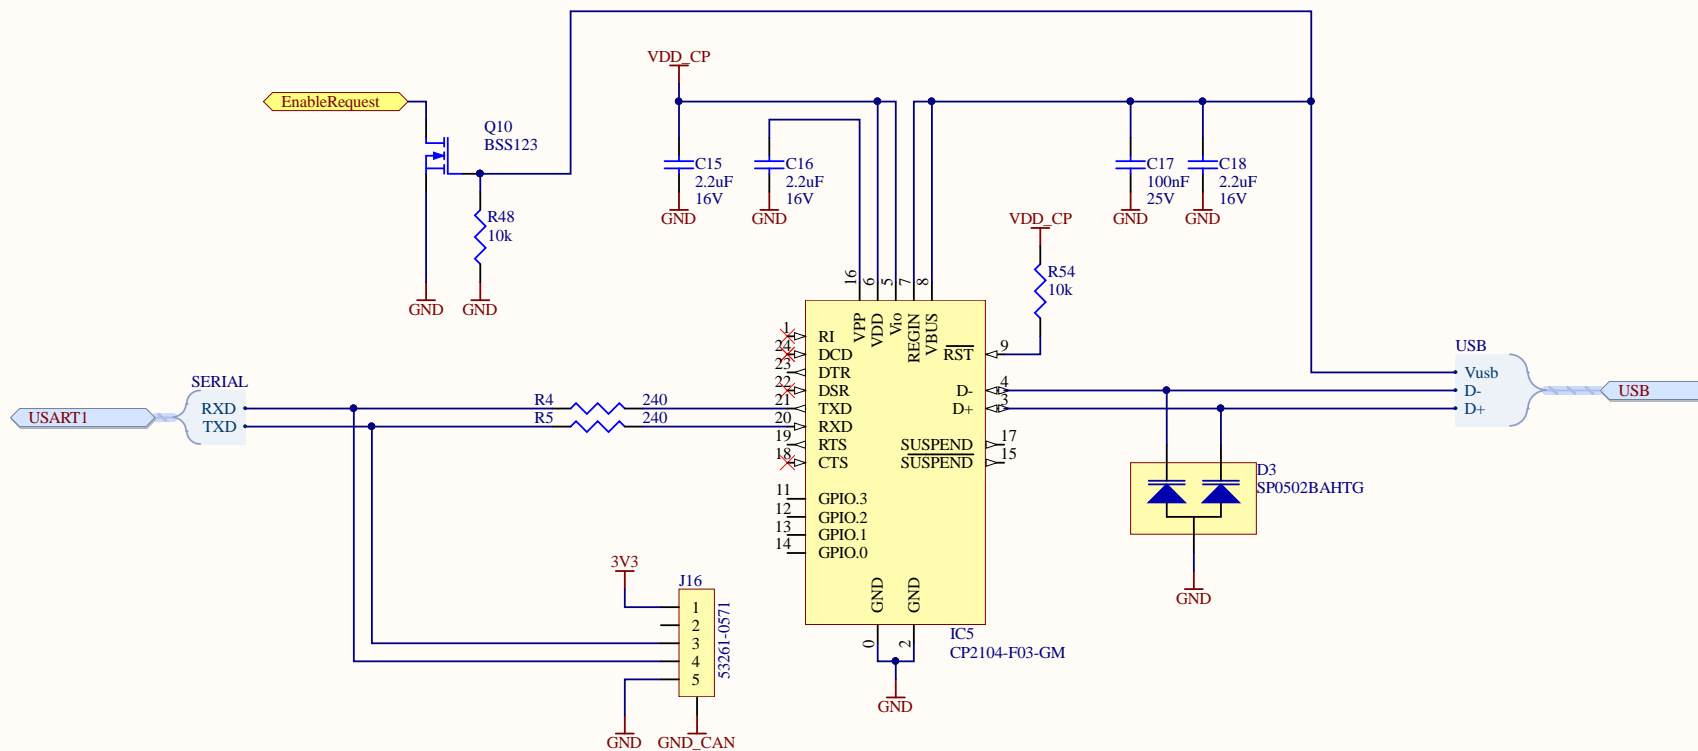 VDD_CP
EnableRequest
Q10
BSS123
R48
10k
GND
GND
C15
2.2uF
16V
GND
C16
2.2uF
16V
GND
C17
100nF
25V
GND
C18
2.2uF
16V
GND
VDD_CP
R54
10k
16
6
5
7
8
VPP
VDD
Vio
REGIN
VBUS
1
RI
24
DCD
23
DTR
22
DSR
21
TXD
20
RXD
19
RTS
18
CTS
11
GPIO.3
12
GPIO.2
13
GPIO.1
14
GPIO.0
RST
9
D-
4
D+
3
SUSPEND
17
SUSPEND
15
GND
GND
0
2
IC5
CP2104-F03-GM
GND
SERIAL
RXD
TXD
USART1
R4
240
R5
240
USB
Vusb
D-
D+
USB
D3
SP0502BAHTG
GND
3V3
J16
1
2
3
4
5
53261-0571
GND
GND_CAN